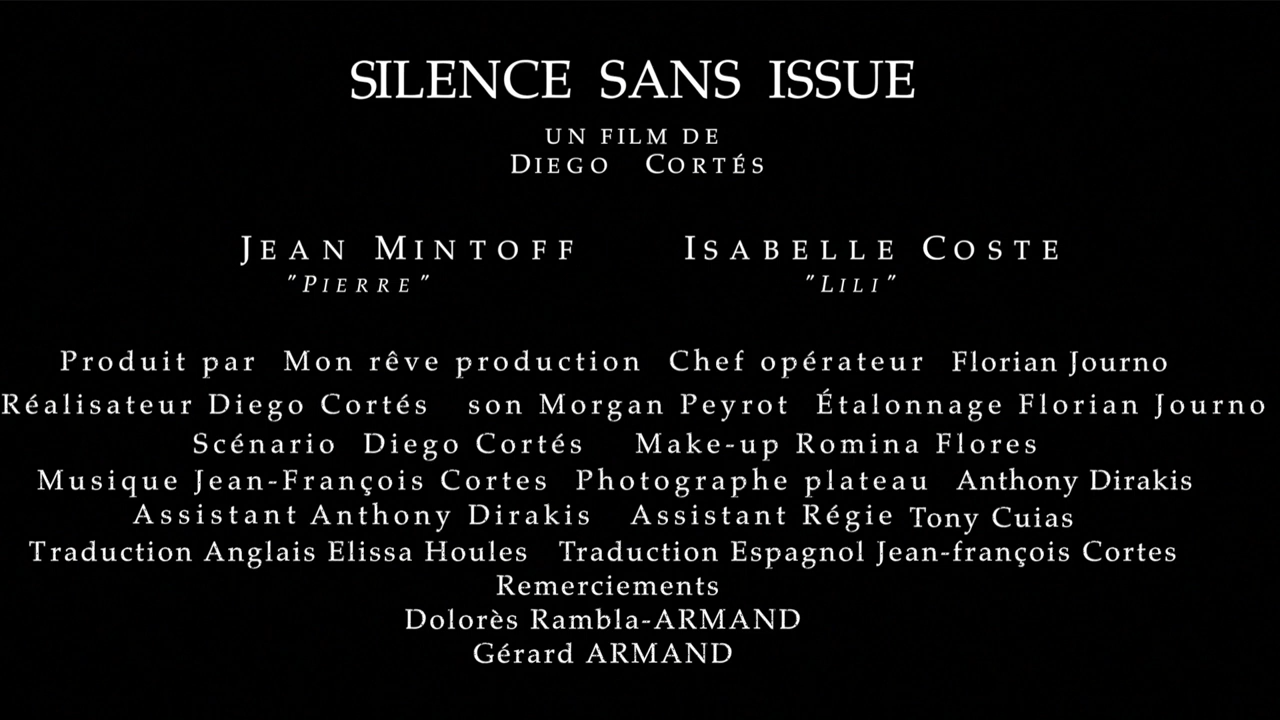 SILENCE SANS ISSUE
UN FILM DE
DIEGO CORTÉS
JEAN MINTOFF ISABELLE COSTE
"PIERRE" "LILI"
Produit par Mon rêve production Chef opérateur Florian Journo
Réalisateur Diego Cortés son Morgan Peyrot Étalonnage Florian Journo
Scénario Diego Cortés Make-up Romina Flores
Musique Jean-François Cortes Photographe plateau Anthony Dirakis
Assistant Anthony Dirakis Assistant Régie Tony Cuias
Traduction Anglais Elissa Houles Traduction Espagnol Jean-françois Cortes
Remerciements
Dolorès Rambla-ARMAND
Gérard ARMAND